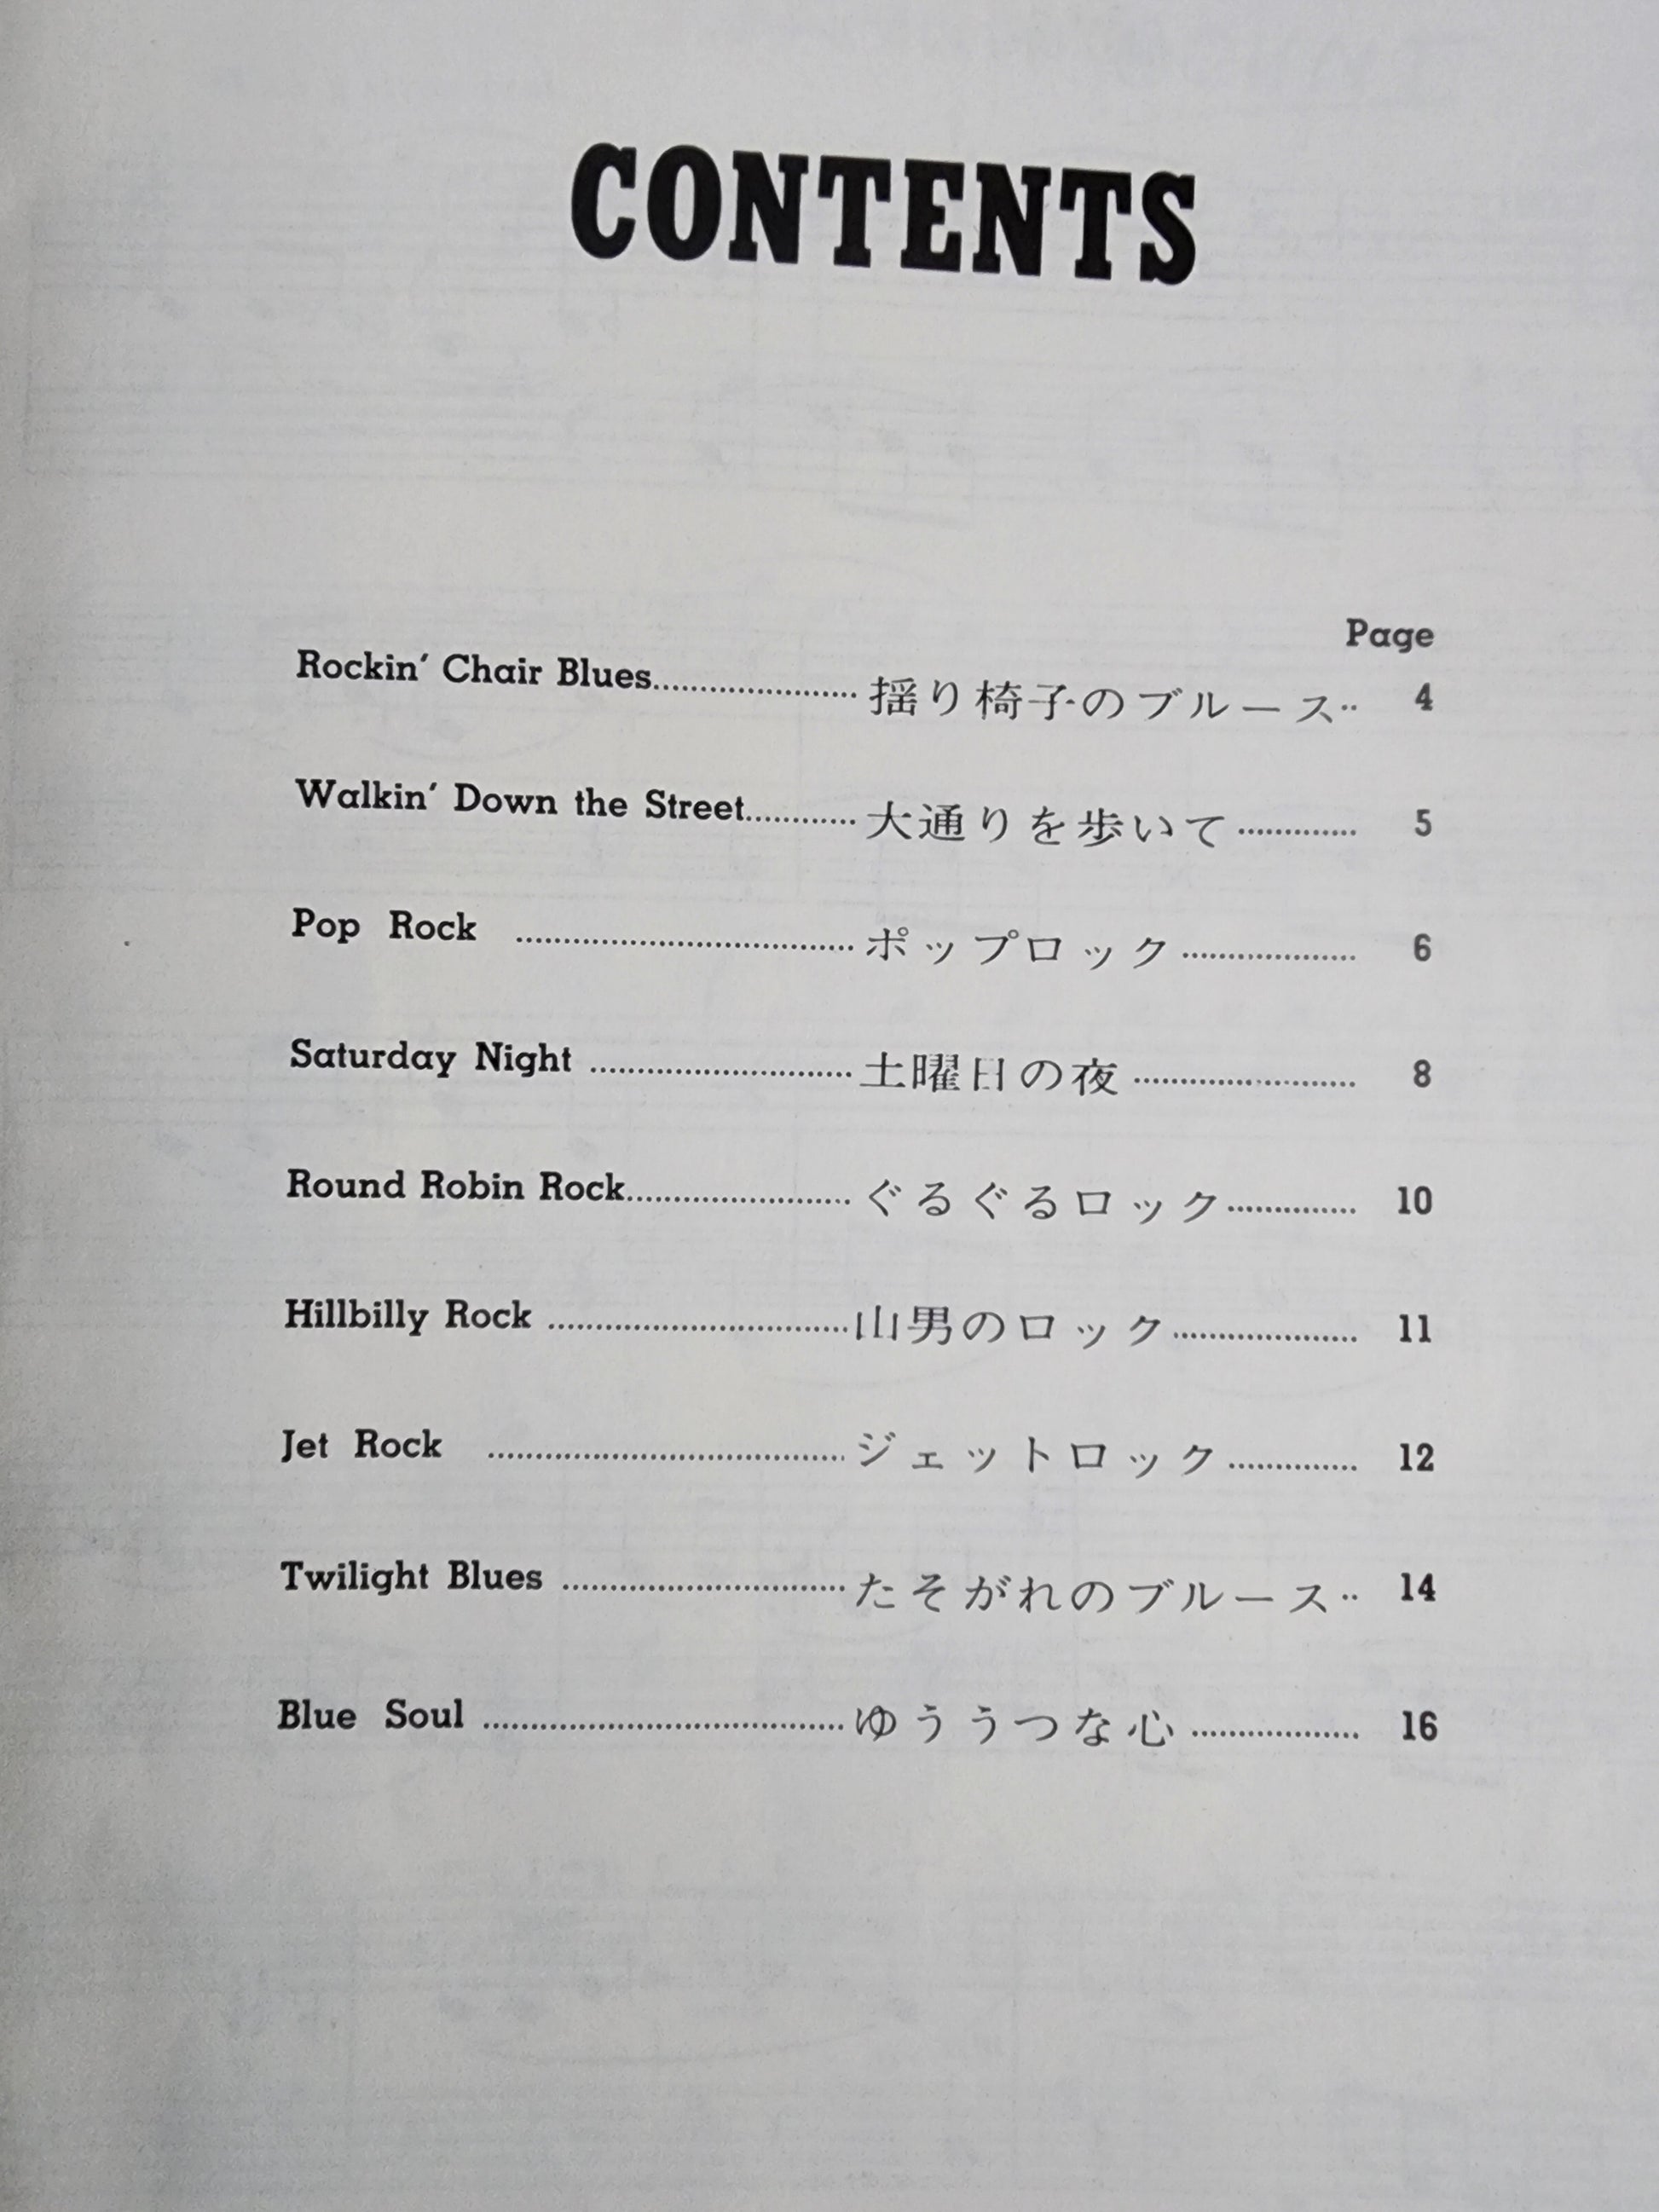 CONTENTS
Page
Rockin' Chair Blues.....................揺り椅子のブルース.. 4
Walkin' Down the Street............大通りを歩いて............. 5
Pop Rock ....................................ポップロック................... 6
Saturday Night ............................土曜日の夜........................ 8
Round Robin Rock........................ぐるぐるロック.............. 10
Hillbilly Rock ................................山男のロック.................... 11
Jet Rock ......................................ジェットロック.............. 12
Twilight Blues ..............................たそがれのブルース.. 14
Blue Soul ......................................ゆううつな心.................. 16